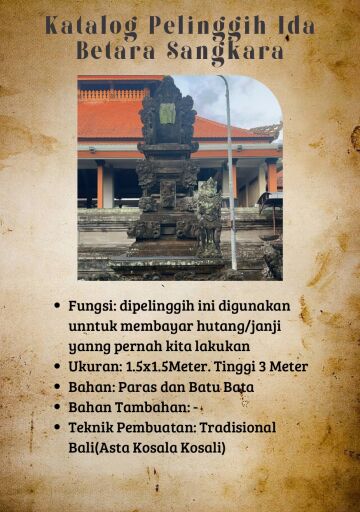 Katalog Pelinggih Ida
Betara Sangkara
• Fungsi: dipelinggih ini digunakan
unntuk membayar hutang/janji
yanng pernah kita lakukan
• Ukuran: 1.5x1.5Meter. Tinggi 3 Meter
• Bahan: Paras dan Batu Bata
• Bahan Tambahan: -
• Teknik Pembuatan: Tradisional
Bali(Asta Kosala Kosali)